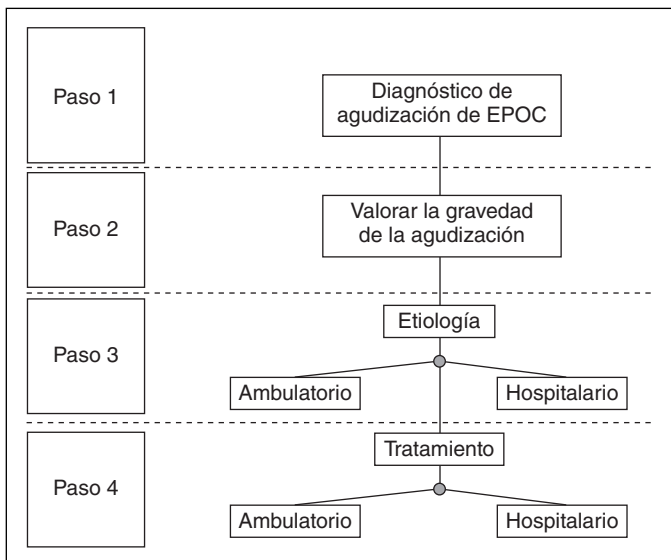 Paso 1
Diagnóstico de
agudización de EPOC
Paso 2
Valorar la gravedad
de la agudización
Paso 3
Etiología
Ambulatorio
Hospitalario
Paso 4
Tratamiento
Ambulatorio
Hospitalario